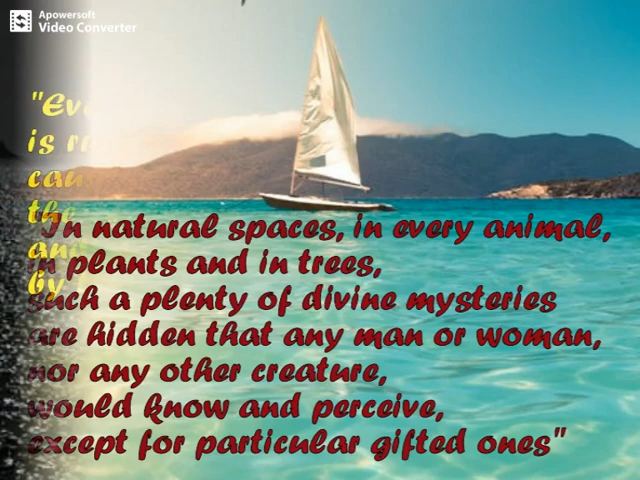 Apowersoft
Video Converter
is
the
by
"In natural spaces, in every animal,
in plants and in trees,
such a plenty of divine mysteries
are hidden that any man or woman,
nor any other creature,
would know and perceive,
except for particular gifted ones"